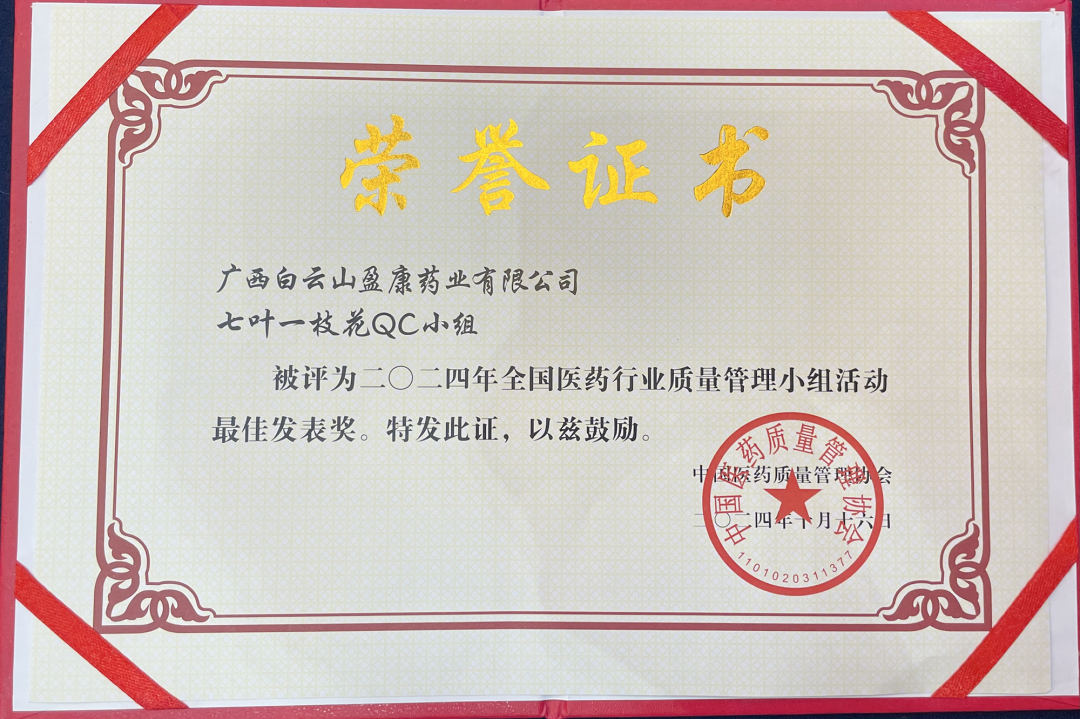 荣誉证书
广西白云山盈康药业有限公司
七叶一枝花QC小组
被评为二〇二四年全国医药行业质量管理小组活动
最佳发表奖。特发此证，以兹鼓励。
中国医药质量管理协会
二〇二四年十月十六日
中国医药质量管理协会
1101020311377